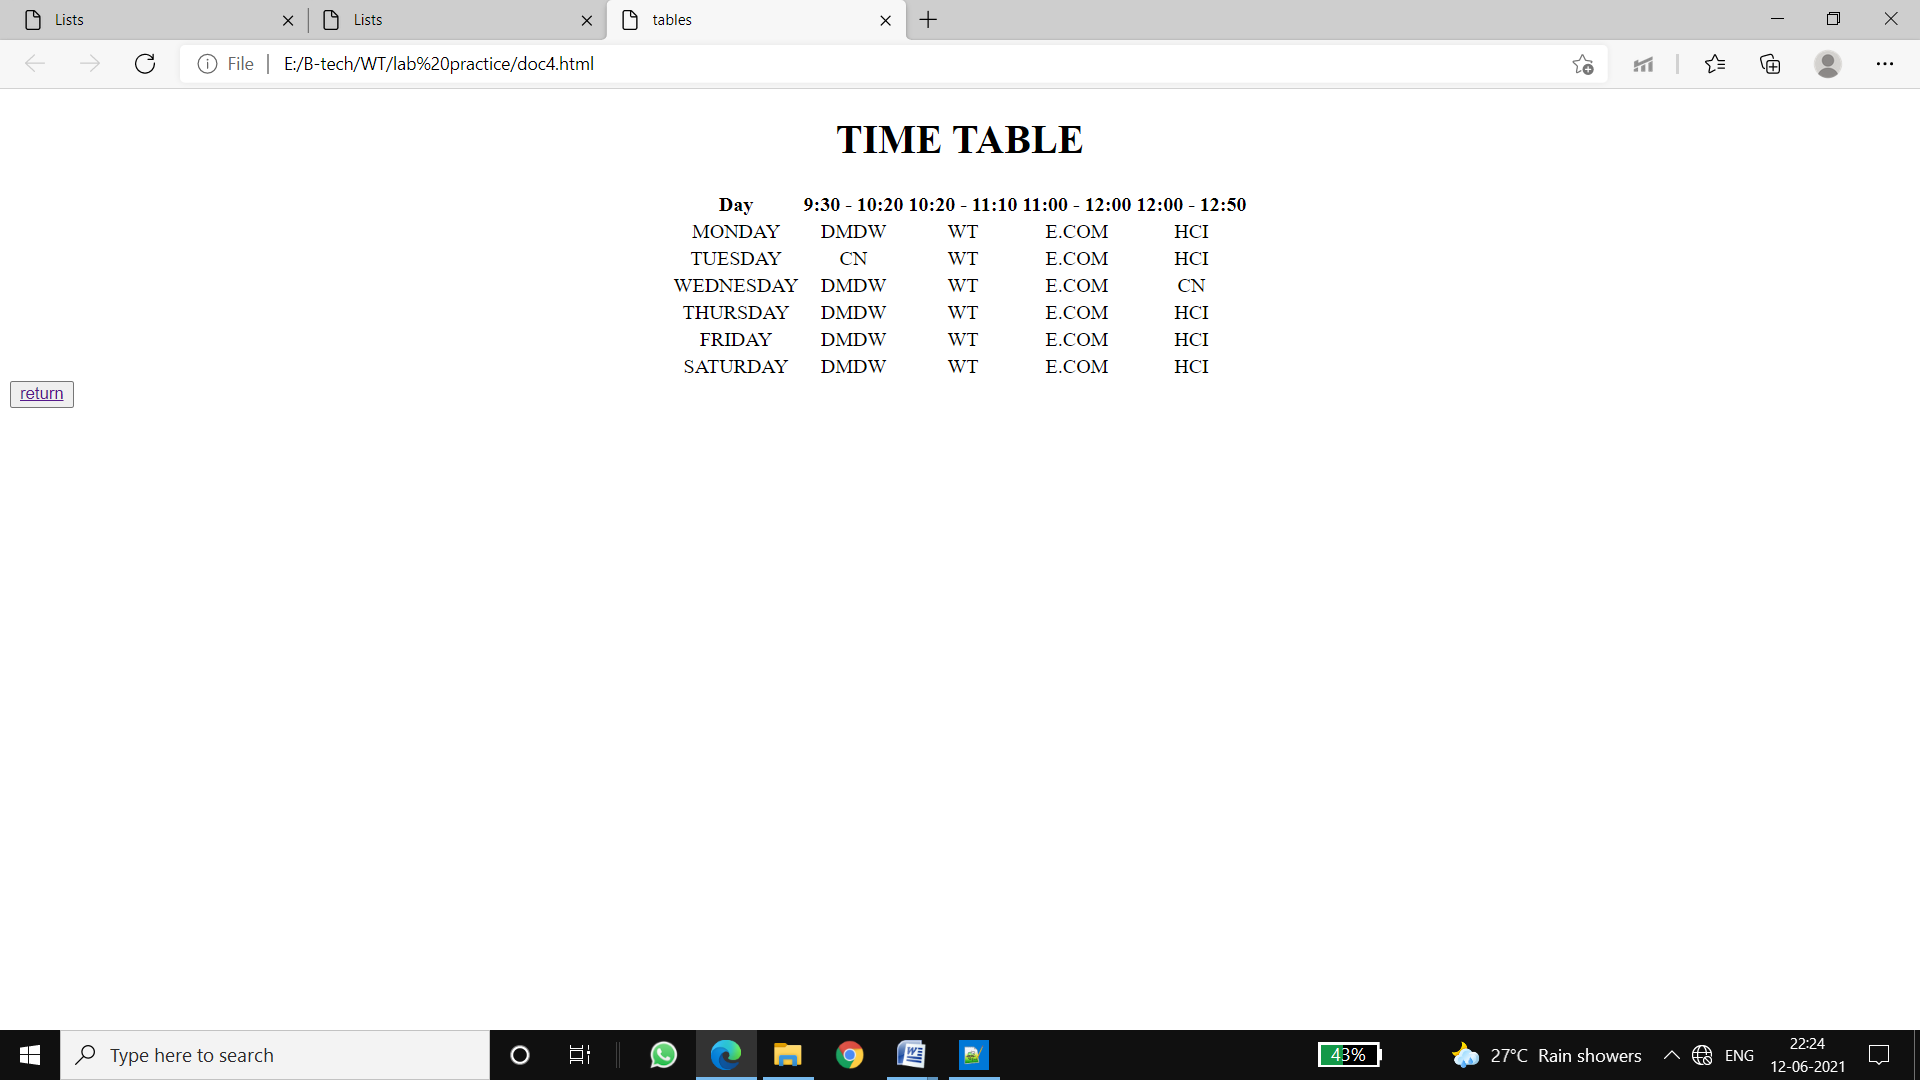 Lists
Lists
tables
File
E:/B-tech/WT/lab%20practice/doc4.html
TIME TABLE
Day 9:30 - 10:20 10:20 - 11:10 11:00 - 12:00 12:00 - 12:50
MONDAY DMDW WT E.COM HCI
TUESDAY CN WT E.COM HCI
WEDNESDAY DMDW WT E.COM CN
THURSDAY DMDW WT E.COM HCI
FRIDAY DMDW WT E.COM HCI
SATURDAY DMDW WT E.COM HCI
return
Type here to search
43%
27°C Rain showers
ENG
22:24
12-06-2021